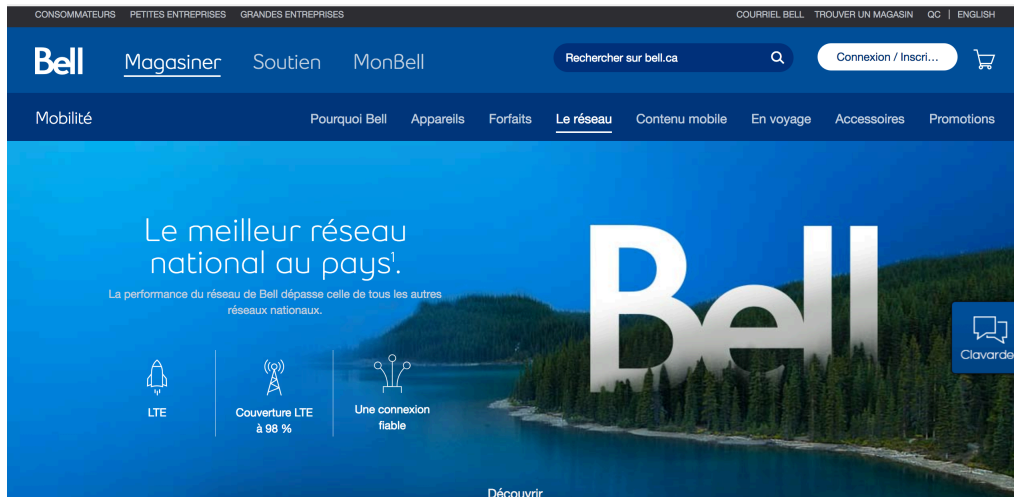 CONSOMMATEURS PETITES ENTREPRISES GRANDES ENTREPRISES COURRIEL BELL TROUVER UN MAGASIN QC | ENGLISH
Bell Magasiner Soutien MonBell Rechercher sur bell.ca Connexion / Inscri...
Mobilité Pourquoi Bell Appareils Forfaits Le réseau Contenu mobile En voyage Accessoires Promotions
Le meilleur réseau
national au pays¹.
La performance du réseau de Bell dépasse celle de tous les autres
réseaux nationaux.
Bell
LTE
Couverture LTE
à 98 %
Une connexion
fiable
Clavarde
Découvrir